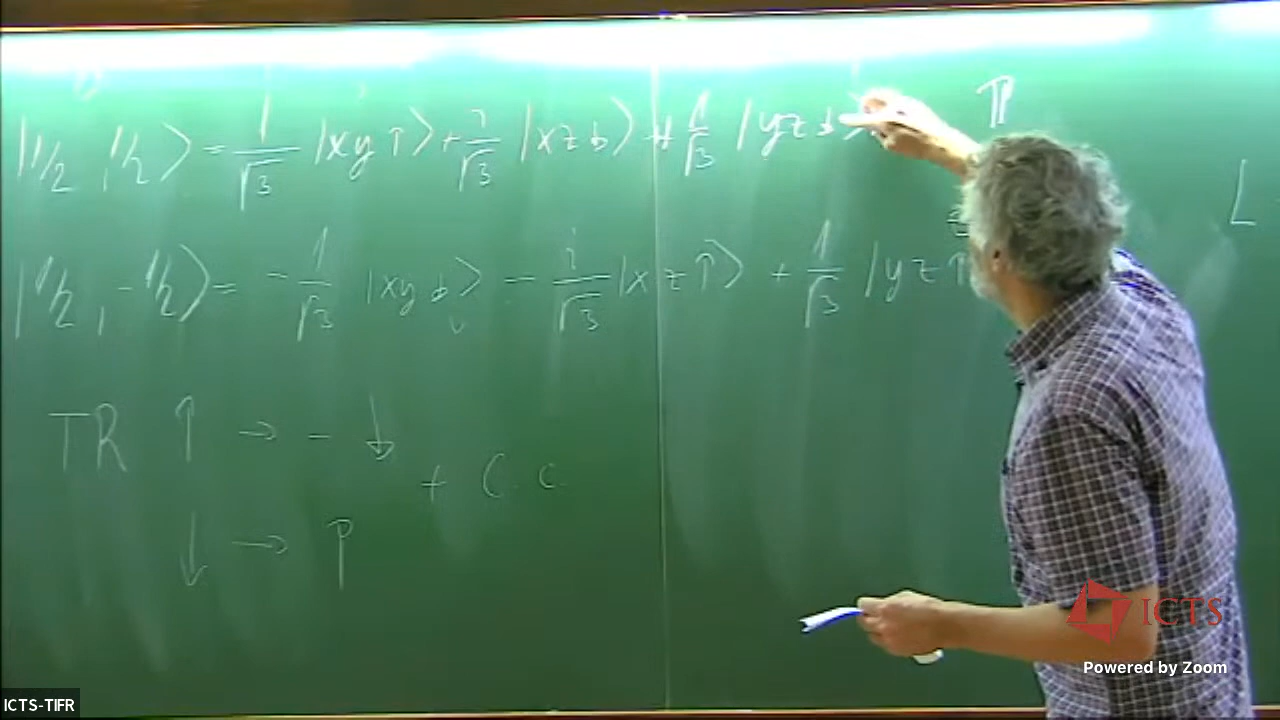 |1/2, 1/2⟩ = 1/√3 |xy↑⟩ + i/√3 |xz↓⟩ + 1/√3 |yz↓
|1/2, -1/2⟩ = - 1/√3 |xy↓⟩ - i/√3 |xz↑⟩ + 1/√3 |yz↑
L
TR ↑ → - ↓
+ C.C.
↓ → ↑
ICTS
Powered by Zoom
ICTS-TIFR